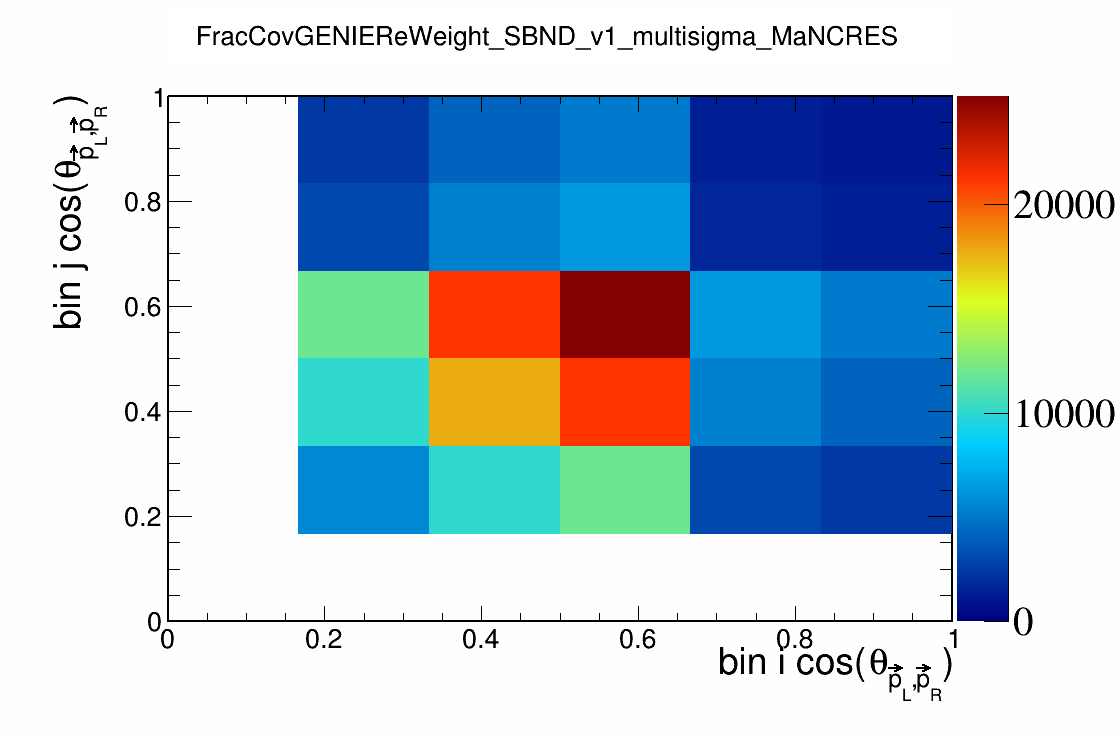 FracCovGENIEReWeight_SBND_v1_multisigma_MaNCRES
bin j cos(θp⃗L,p⃗R)
1
0.8
0.6
0.4
0.2
0
0 0.2 0.4 0.6 0.8 1
bin i cos(θp⃗L,p⃗R)
20000
10000
0